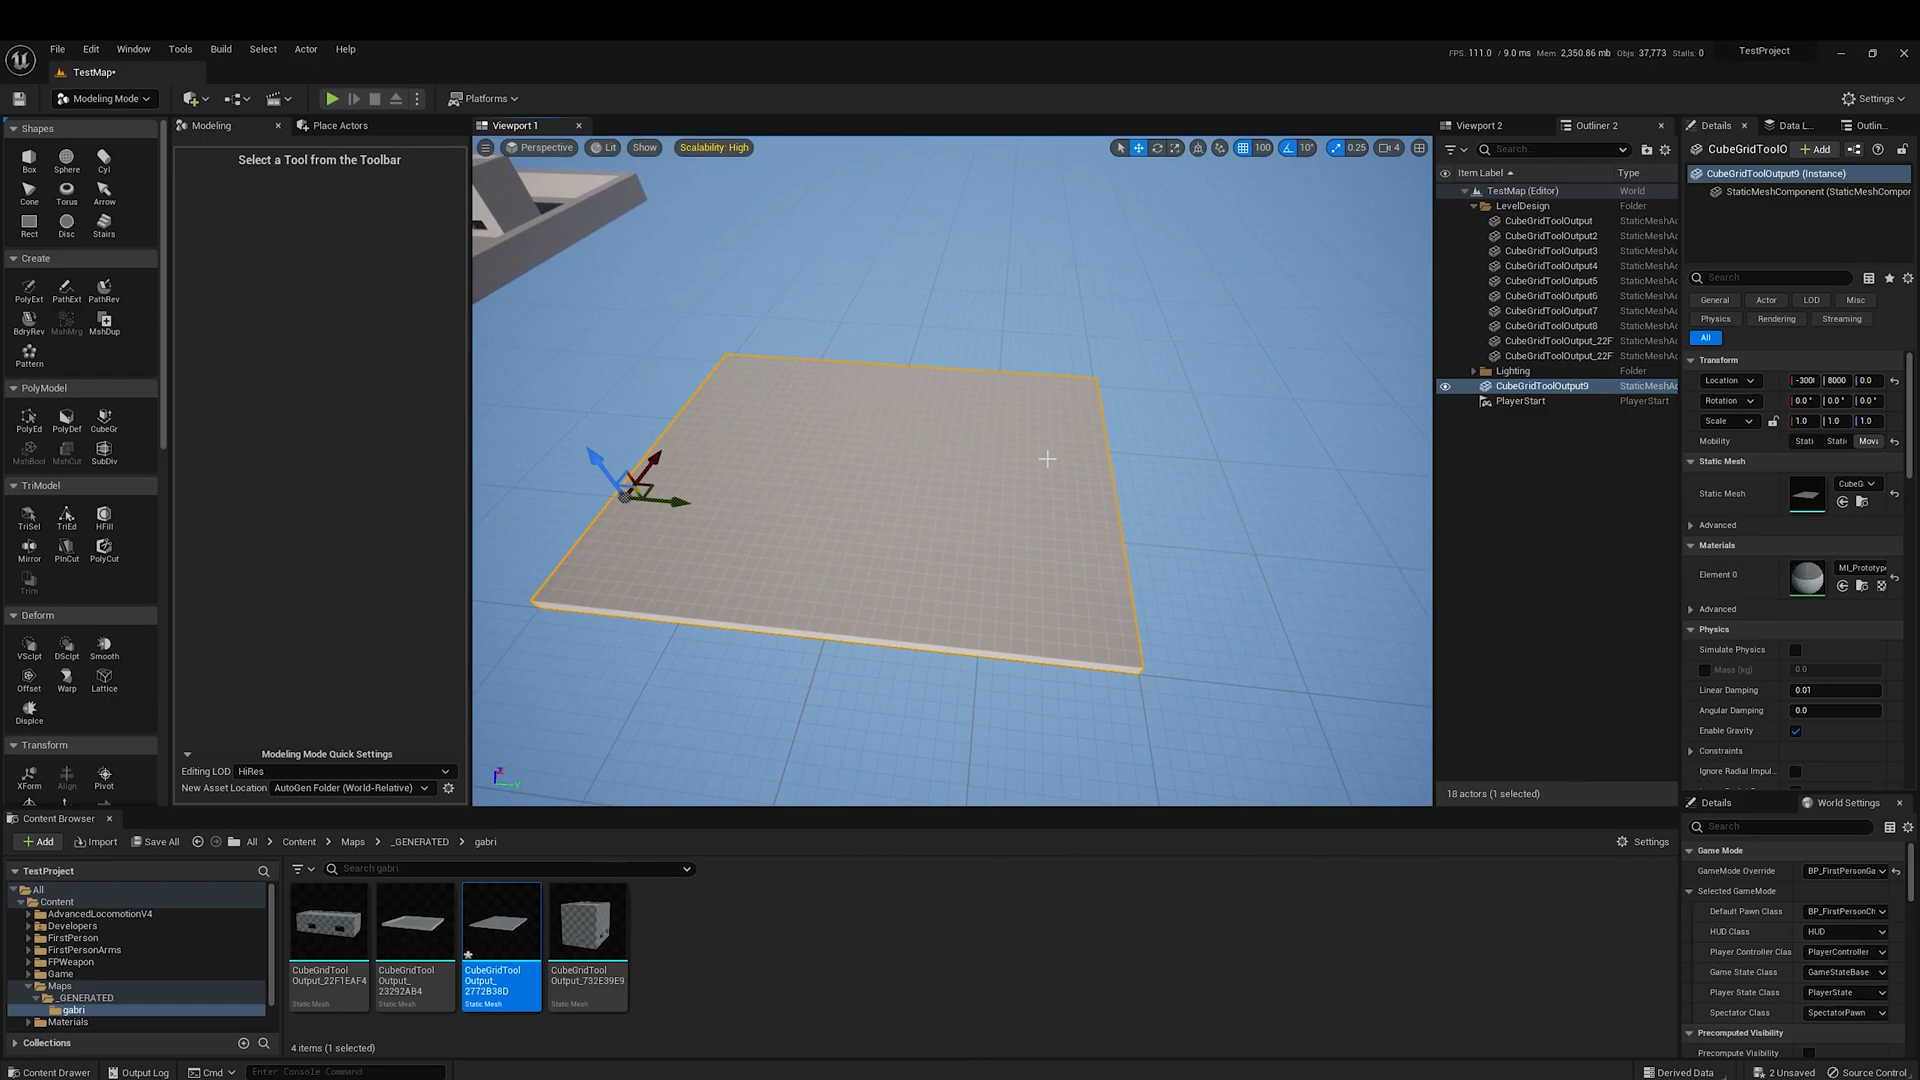 File Edit Window Tools Build Select Actor Help
FPS: 111.0 / 9.0 ms Mem: 2,350.86 mb Objs: 37,773 Stalls: 0
TestProject
TestMap•
Modeling Mode
Platforms
Settings
Shapes
Box Sphere Cyl
Cone Torus Arrow
Rect Disc Stairs
Create
PolyExt PathExt PathRev
BdryRev MshMrg MshDup
Pattern
PolyModel
PolyEd PolyDef CubeGr
MshBool MshCut SubDiv
TriModel
TriSel TriEd HFill
Mirror PlnCut PolyCut
Trim
Deform
VSclpt DSclpt Smooth
Offset Warp Lattice
Displce
Transform
XForm Align Pivot
Modeling Place Actors
Select a Tool from the Toolbar
Modeling Mode Quick Settings
Editing LOD HiRes
New Asset Location AutoGen Folder (World-Relative)
Viewport 1
Perspective Lit Show Scalability: High
100 10° 0.25 4
Viewport 2 Outliner 2
Search...
Item Label Type
TestMap (Editor) World
LevelDesign Folder
CubeGridToolOutput StaticMeshAc
CubeGridToolOutput2 StaticMeshAc
CubeGridToolOutput3 StaticMeshAc
CubeGridToolOutput4 StaticMeshAc
CubeGridToolOutput5 StaticMeshAc
CubeGridToolOutput6 StaticMeshAc
CubeGridToolOutput7 StaticMeshAc
CubeGridToolOutput8 StaticMeshAc
CubeGridToolOutput_22F StaticMeshAc
CubeGridToolOutput_22F StaticMeshAc
Lighting Folder
CubeGridToolOutput9 StaticMeshAc
PlayerStart PlayerStart
18 actors (1 selected)
Details Data L... Outlin...
CubeGridToolO Add
CubeGridToolOutput9 (Instance)
StaticMeshComponent (StaticMeshCompor
Search
General Actor LOD Misc
Physics Rendering Streaming
All
Transform
Location -300( 8000 0.0
Rotation 0.0° 0.0° 0.0°
Scale 1.0 1.0 1.0
Mobility Stati Static Mova
Static Mesh
Static Mesh CubeG
Advanced
Materials
Element 0 MI_Prototype
Advanced
Physics
Simulate Physics
Mass (kg) 0.0
Linear Damping 0.01
Angular Damping 0.0
Enable Gravity
Constraints
Ignore Radial Impul...
Details World Settings
Search
Game Mode
GameMode Override BP_FirstPersonGa
Selected GameMode
Default Pawn Class BP_FirstPersonCh
HUD Class HUD
Player Controller Clas PlayerController
Game State Class GameStateBase
Player State Class PlayerState
Spectator Class SpectatorPawn
Precomputed Visibility
Precompute Visibility
Content Browser
Add Import Save All All Content Maps _GENERATED gabri
Settings
TestProject
All
Content
AdvancedLocomotionV4
Developers
FirstPerson
FirstPersonArms
FPWeapon
Game
Maps
_GENERATED
gabri
Materials
Collections
Search gabri
CubeGridTool
Output_22F1EAF4
Static Mesh
CubeGridTool
Output_
23292AB4
Static Mesh
CubeGridTool
Output_
2772B38D
Static Mesh
CubeGridTool
Output_732E39E9
Static Mesh
4 items (1 selected)
Content Drawer Output Log Cmd Enter Console Command
Derived Data 2 Unsaved Source Control